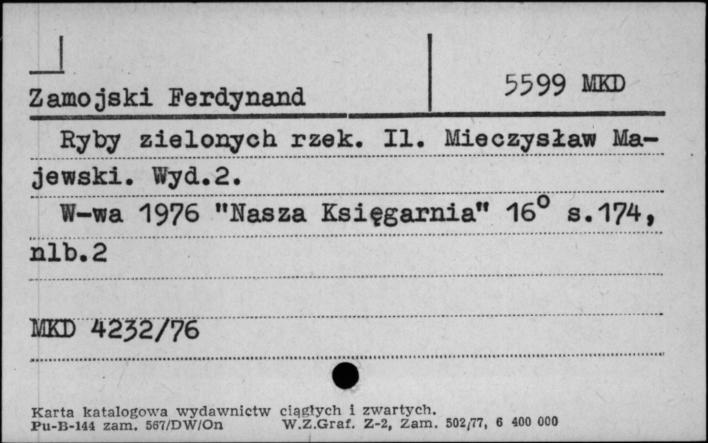 5599 MKD
Zamojski Ferdynand
Ryby zielonych rzek. Il. Mieczysław Ma-
jewski. Wyd.2.
W-wa 1976 "Nasza Księgarnia" 16° s.174,
nlb.2
MKD 4232/76
Karta katalogowa wydawnictw ciągłych i zwartych.
Pu-B-144 zam. 567/DW/On W.Z.Graf. Z-2, Zam. 502/77, 6 400 000